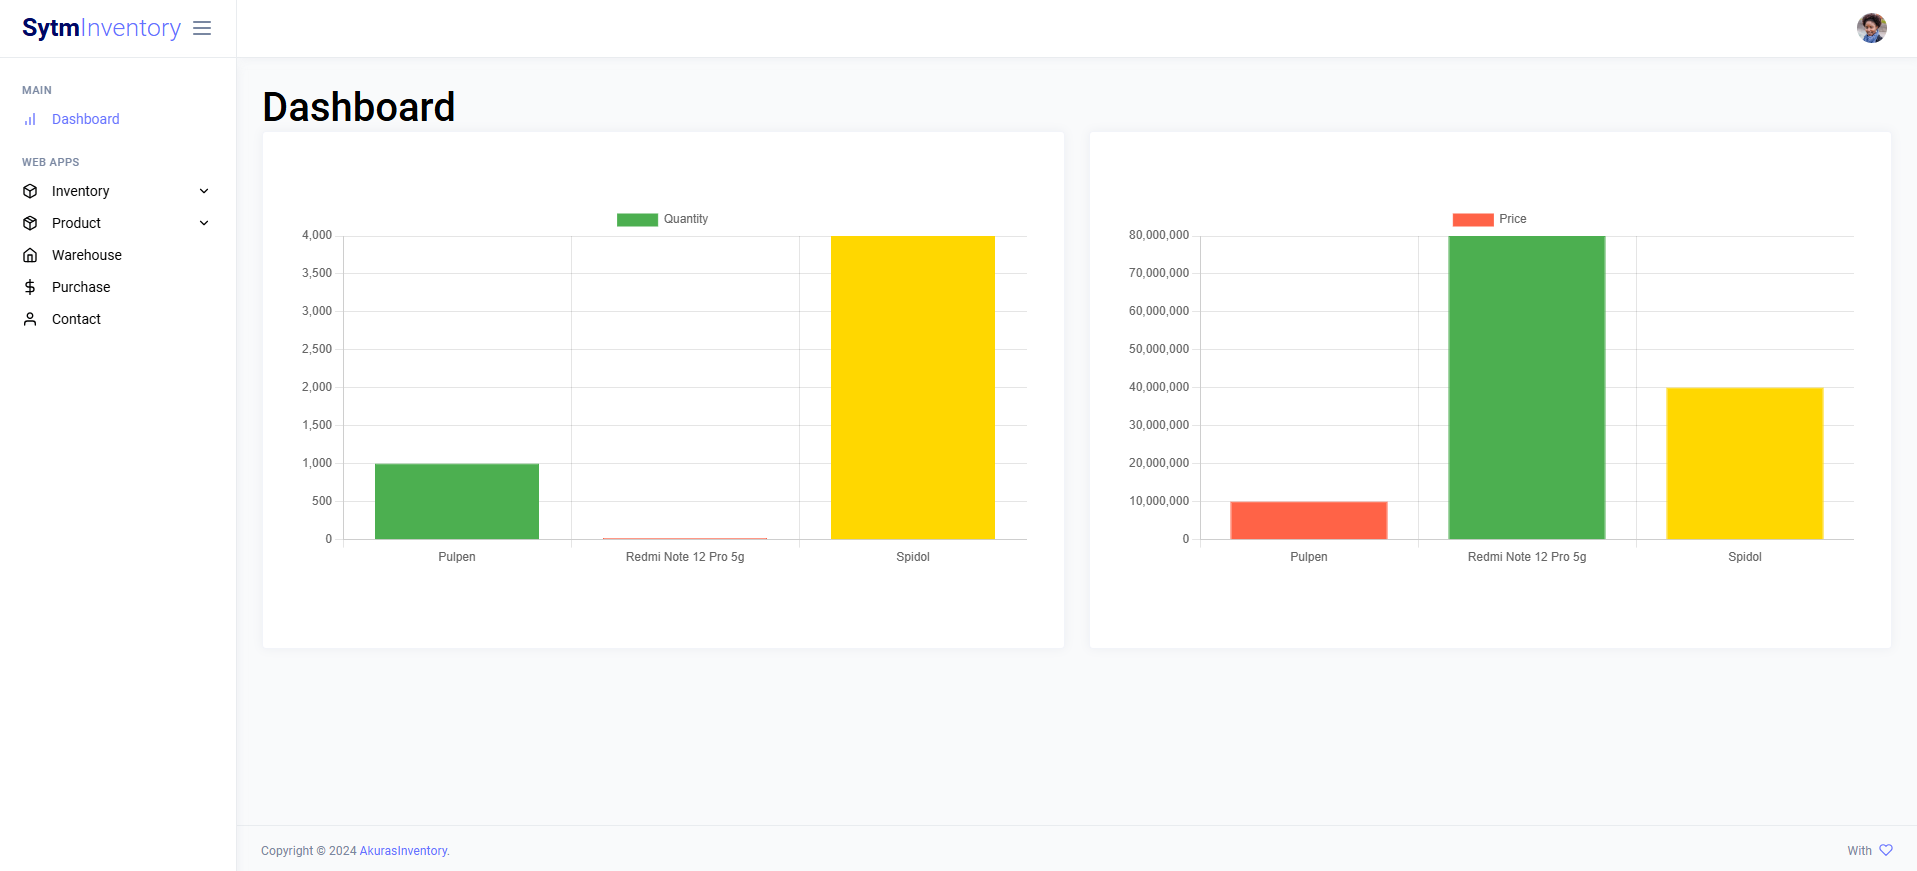 SytmInventory
MAIN
Dashboard
WEB APPS
Inventory
Product
Warehouse
Purchase
Contact
Dashboard
Quantity
4,000
3,500
3,000
2,500
2,000
1,500
1,000
500
0
Pulpen Redmi Note 12 Pro 5g Spidol
Price
80,000,000
70,000,000
60,000,000
50,000,000
40,000,000
30,000,000
20,000,000
10,000,000
0
Pulpen Redmi Note 12 Pro 5g Spidol
Copyright © 2024 AkurasInventory.
With